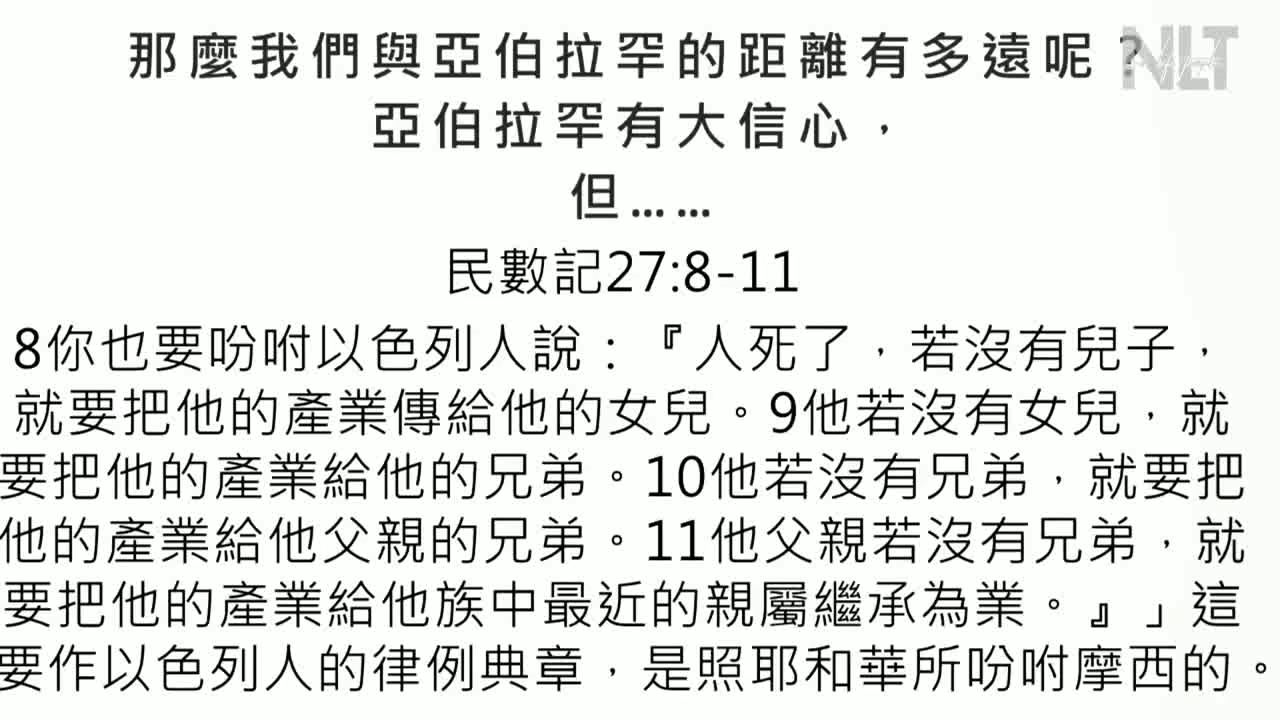 那麼我們與亞伯拉罕的距離有多遠呢？
NLT
亞伯拉罕有大信心，
但……
民數記27:8-11
8你也要吩咐以色列人說：『人死了，若沒有兒子，
就要把他的產業傳給他的女兒。9他若沒有女兒，就
要把他的產業給他的兄弟。10他若沒有兄弟，就要把
他的產業給他父親的兄弟。11他父親若沒有兄弟，就
要把他的產業給他族中最近的親屬繼承為業。』」這
要作以色列人的律例典章，是照耶和華所吩咐摩西的。